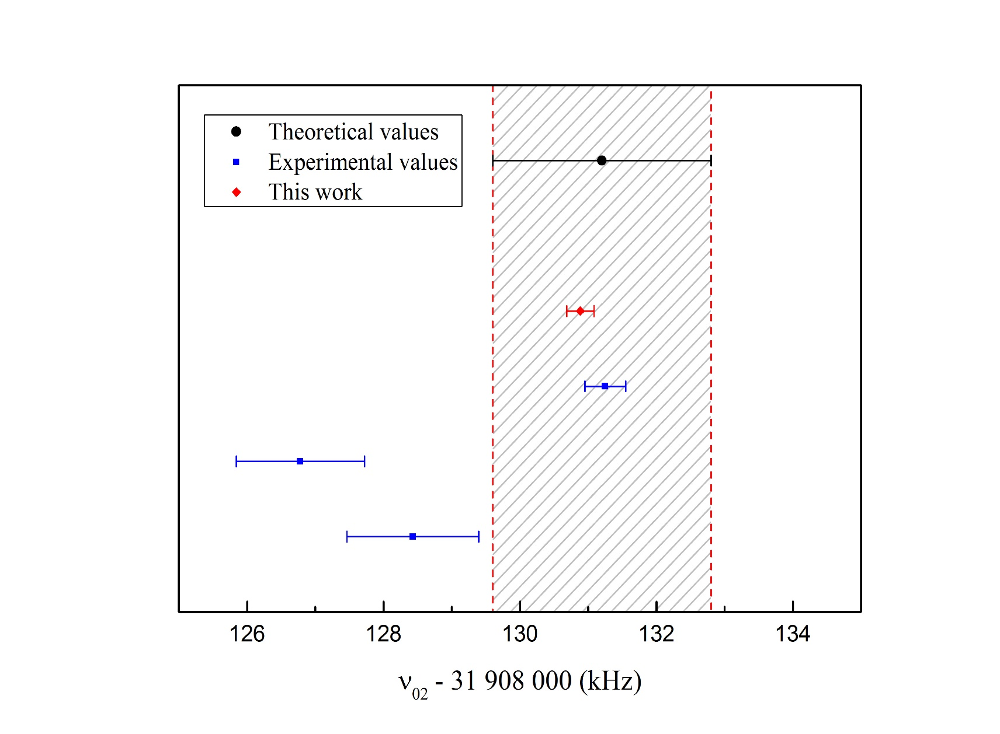 Theoretical values
Experimental values
This work
126 128 130 132 134
ν02 - 31 908 000 (kHz)